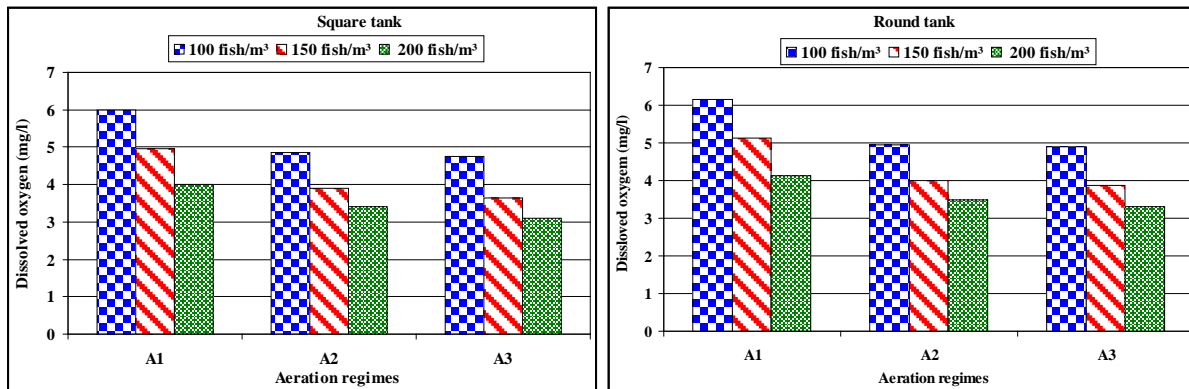 Square tank
100 fish/m³ 150 fish/m³ 200 fish/m³
Dissolved oxygen (mg/l)
7
6
5
4
3
2
1
0
A1 A2 A3
Aeration regimes
Round tank
100 fish/m³ 150 fish/m³ 200 fish/m³
Dissloved oxygen (mg/l)
7
6
5
4
3
2
1
0
A1 A2 A3
Aeration regimes